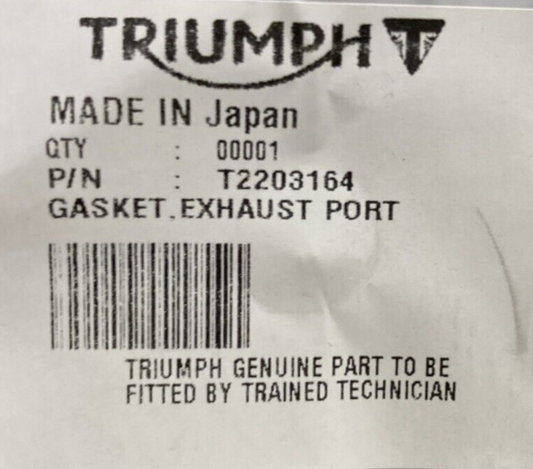 TRIUMPH T
MADE IN Japan
QTY : 00001
P/N : T2203164
GASKET.EXHAUST PORT
TRIUMPH GENUINE PART TO BE
FITTED BY TRAINED TECHNICIAN